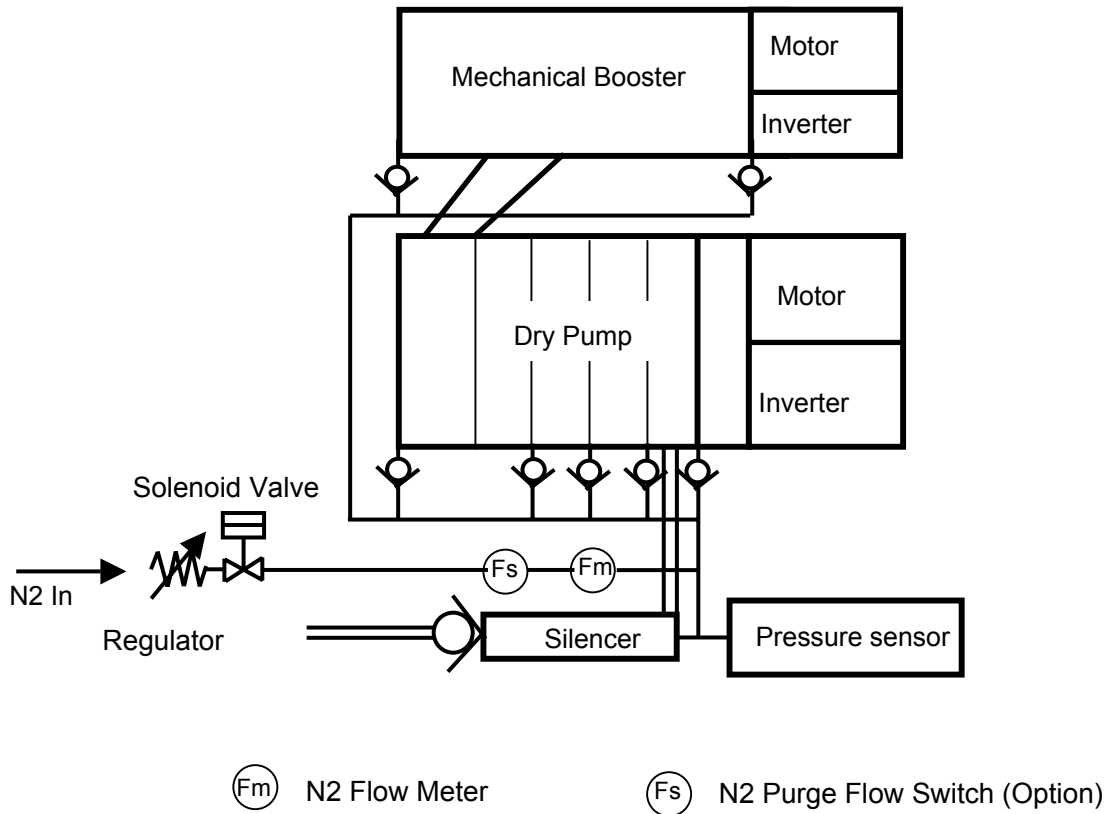 Mechanical Booster
Motor
Inverter
Dry Pump
Motor
Inverter
Solenoid Valve
N2 In
Regulator
Fs
Fm
Silencer
Pressure sensor
Fm N2 Flow Meter
Fs N2 Purge Flow Switch (Option)